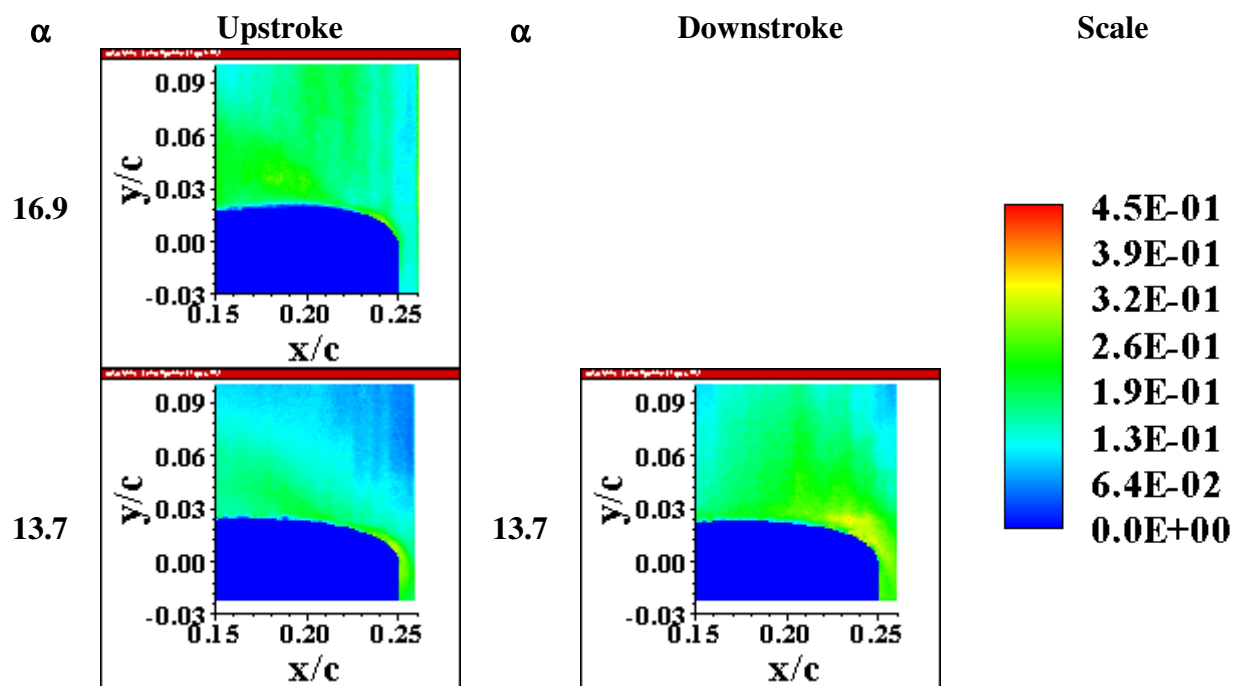 α Upstroke α Downstroke Scale
16.9
0.09
0.06
0.03
0.00
-0.03
y/c
0.15 0.20 0.25
x/c
13.7
0.09
0.06
0.03
0.00
-0.03
y/c
0.15 0.20 0.25
x/c
13.7
0.09
0.06
0.03
0.00
-0.03
y/c
0.15 0.20 0.25
x/c
4.5E-01
3.9E-01
3.2E-01
2.6E-01
1.9E-01
1.3E-01
6.4E-02
0.0E+00